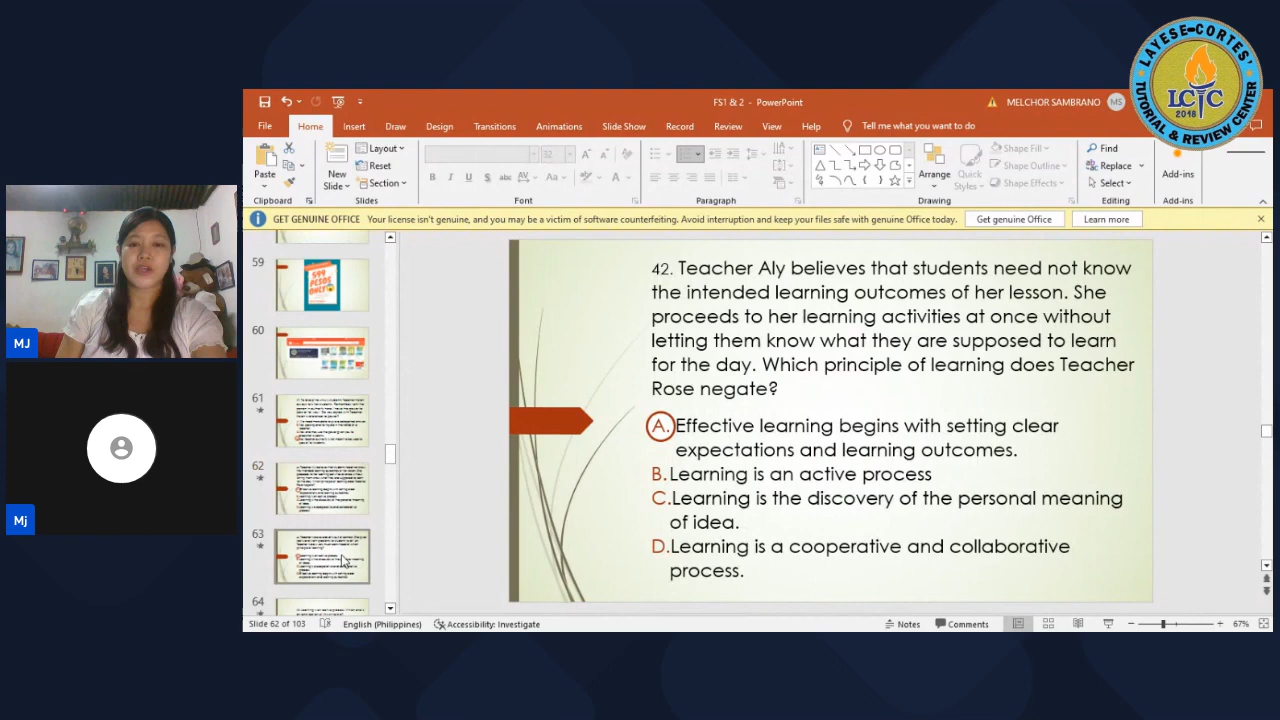 LAYESE-CORTES'
LCTC
2018
TUTORIAL & REVIEW CENTER
FS1 & 2 - PowerPoint
MELCHOR SAMBRANO
MS
File
Home
Insert
Draw
Design
Transitions
Animations
Slide Show
Record
Review
View
Help
Tell me what you want to do
Paste
Clipboard
New
Slide
Layout
Reset
Section
Slides
32
B I U S abc AV Aa A
Font
Paragraph
Arrange
Quick
Styles
Shape Fill
Shape Outline
Shape Effects
Drawing
Find
Replace
Select
Editing
Add-ins
Add-ins
GET GENUINE OFFICE Your license isn't genuine, and you may be a victim of software counterfeiting. Avoid interruption and keep your files safe with genuine Office today.
Get genuine Office
Learn more
59
599
PESOS
ONLY
60
61
62
63
64
42. Teacher Aly believes that students need not know
the intended learning outcomes of her lesson. She
proceeds to her learning activities at once without
letting them know what they are supposed to learn
for the day. Which principle of learning does Teacher
Rose negate?
A. Effective learning begins with setting clear
expectations and learning outcomes.
B. Learning is an active process
C. Learning is the discovery of the personal meaning
of idea.
D. Learning is a cooperative and collaborative
process.
MJ
Mj
Slide 62 of 103
English (Philippines)
Accessibility: Investigate
Notes
Comments
67%